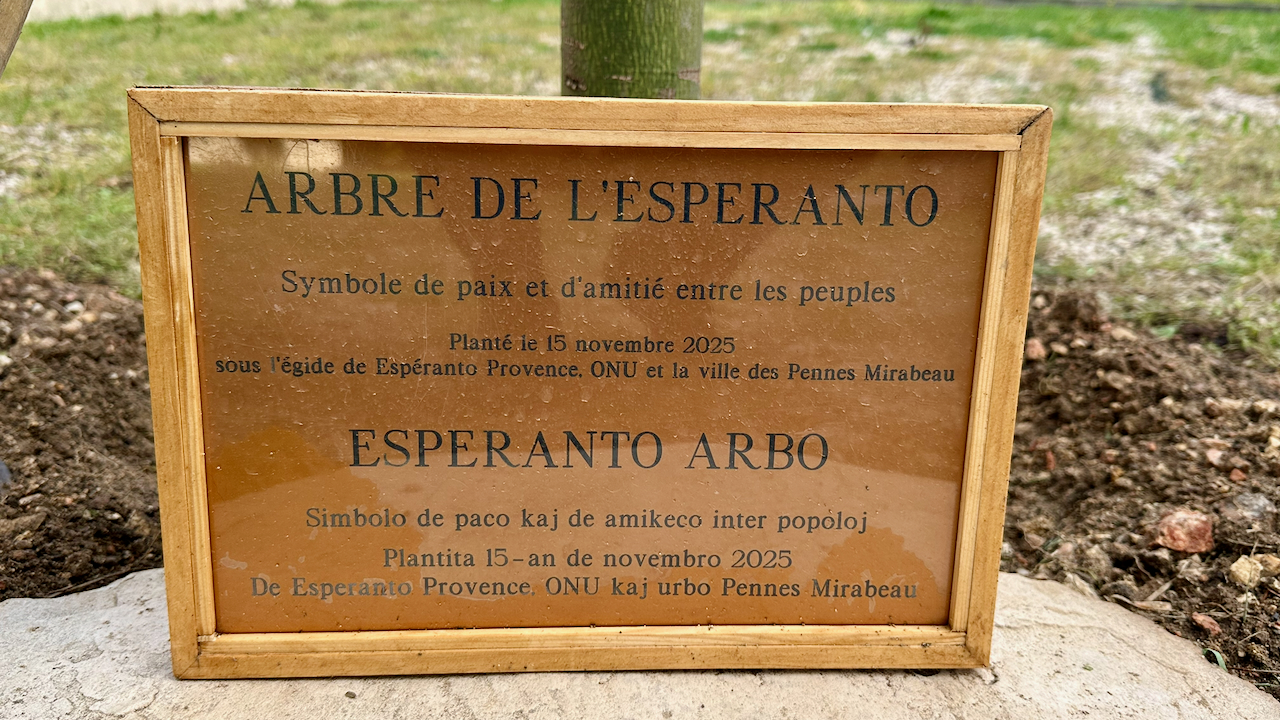 ARBRE DE L'ESPERANTO
Symbole de paix et d'amitié entre les peuples
Planté le 15 novembre 2025
sous l'égide de Espéranto Provence, ONU et la ville des Pennes Mirabeau
ESPERANTO ARBO
Simbolo de paco kaj de amikeco inter popoloj
Plantita 15-an de novembro 2025
De Esperanto Provence, ONU kaj urbo Pennes Mirabeau